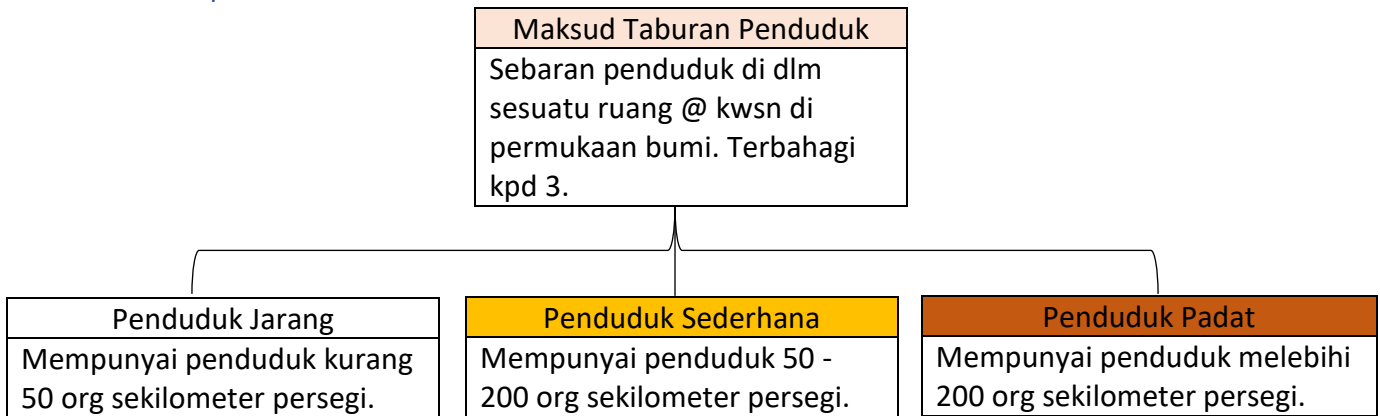 Maksud Taburan Penduduk
Sebaran penduduk di dlm
sesuatu ruang @ kwsn di
permukaan bumi. Terbahagi
kpd 3.
Penduduk Jarang
Mempunyai penduduk kurang
50 org sekilometer persegi.
Penduduk Sederhana
Mempunyai penduduk 50 -
200 org sekilometer persegi.
Penduduk Padat
Mempunyai penduduk melebihi
200 org sekilometer persegi.